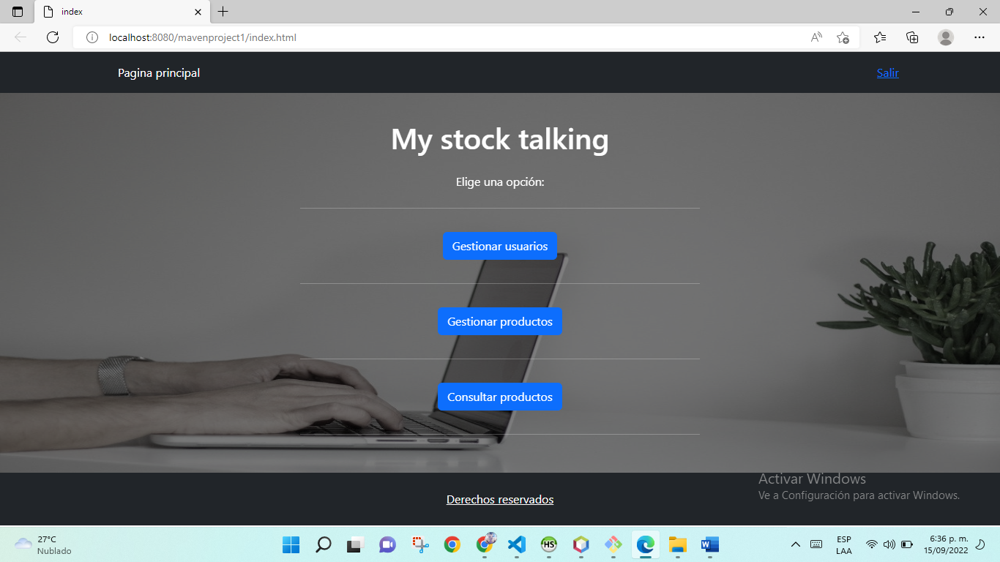 index
localhost:8080/mavenproject1/index.html
Pagina principal
Salir
My stock talking
Elige una opción:
Gestionar usuarios
Gestionar productos
Consultar productos
Activar Windows
Ve a Configuración para activar Windows.
Derechos reservados
27°C
Nublado
HS
W
ESP
LAA
6:36 p. m.
15/09/2022